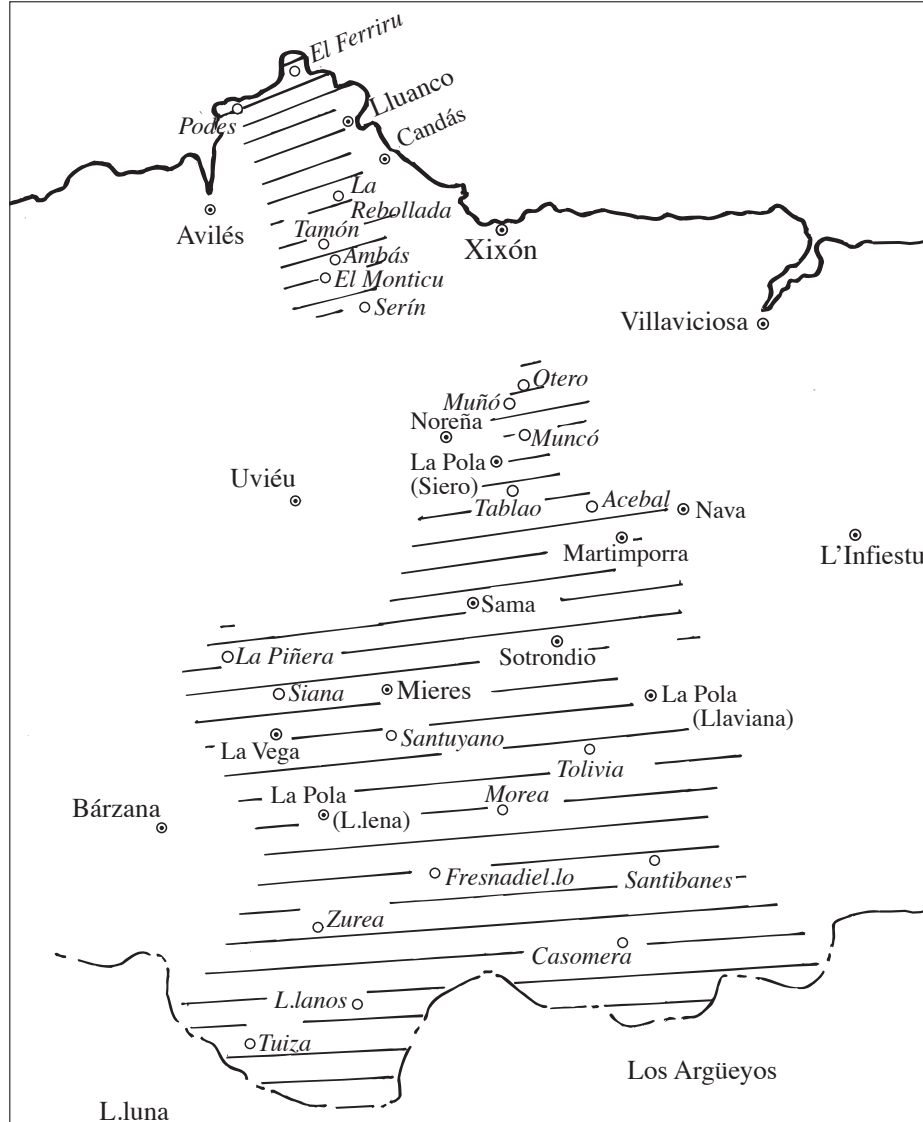 El Ferriru
Lluanco
Podes
Candás
La
Rebollada
Avilés
Tamón
Xixón
Ambás
El Monticu
Serín
Villaviciosa
Otero
Muñó
Noreña
Muncó
La Pola
(Siero)
Uviéu
Tablao
Acebal
Nava
Martimporra
L'Infiestu
Sama
La Piñera
Sotrondio
Siana
Mieres
La Pola
(Llaviana)
La Vega
Santuyano
Tolivia
La Pola
(L.lena)
Morea
Bárzana
Fresnadiel.lo
Santibanes
Zurea
Casomera
L.lanos
Tuiza
Los Argüeyos
L.luna